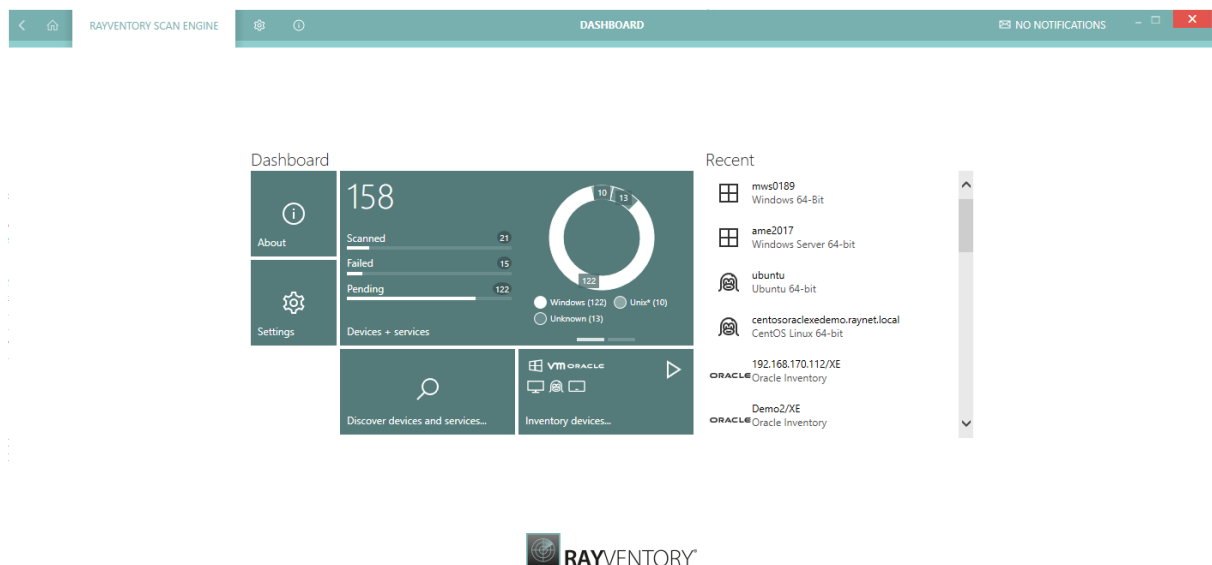 RAYVENTORY SCAN ENGINE
DASHBOARD
NO NOTIFICATIONS
Dashboard
About
Settings
158
Scanned 21
Failed 15
Pending 122
Devices + services
10
13
122
Windows (122) Unix* (10)
Unknown (13)
Discover devices and services...
vm ORACLE
Inventory devices...
Recent
mws0189
Windows 64-Bit
ame2017
Windows Server 64-bit
ubuntu
Ubuntu 64-bit
centosoraclexedemo.raynet.local
CentOS Linux 64-bit
192.168.170.112/XE
ORACLE Oracle Inventory
Demo2/XE
ORACLE Oracle Inventory
RAYVENTORY®